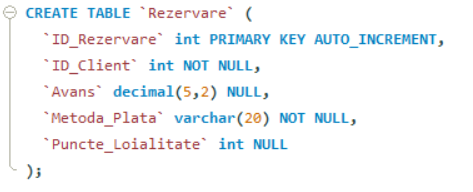 CREATE TABLE `Rezervare` (
`ID_Rezervare` int PRIMARY KEY AUTO_INCREMENT,
`ID_Client` int NOT NULL,
`Avans` decimal(5,2) NULL,
`Metoda_Plata` varchar(20) NOT NULL,
`Puncte_Loialitate` int NULL
);